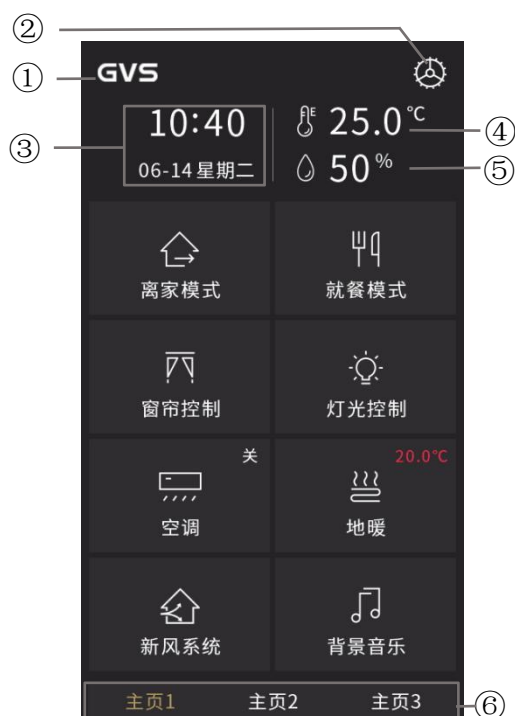 ②
① GVS
10:40
25.0℃
④
③
06-14 星期二
50%
⑤
离家模式
就餐模式
窗帘控制
灯光控制
关
20.0℃
空调
地暖
新风系统
背景音乐
主页1 主页2 主页3
⑥